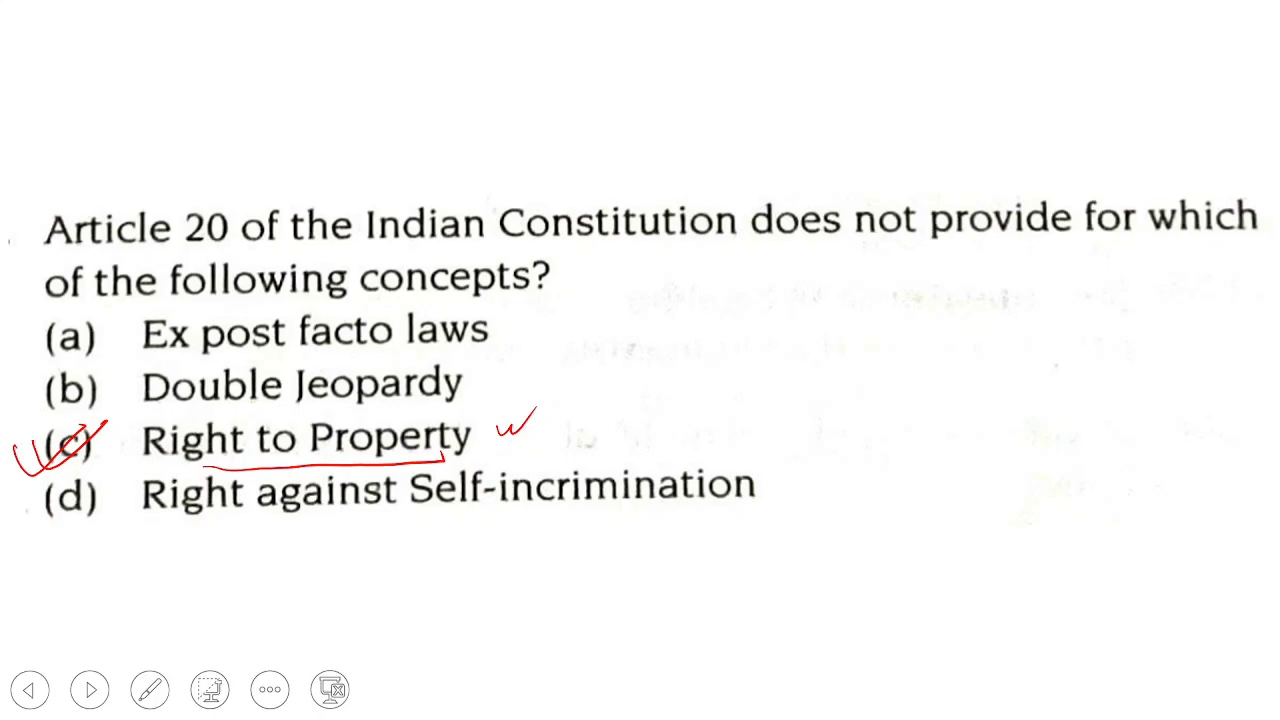 Article 20 of the Indian Constitution does not provide for which
of the following concepts?
(a) Ex post facto laws
(b) Double Jeopardy
(c) Right to Property
(d) Right against Self-incrimination